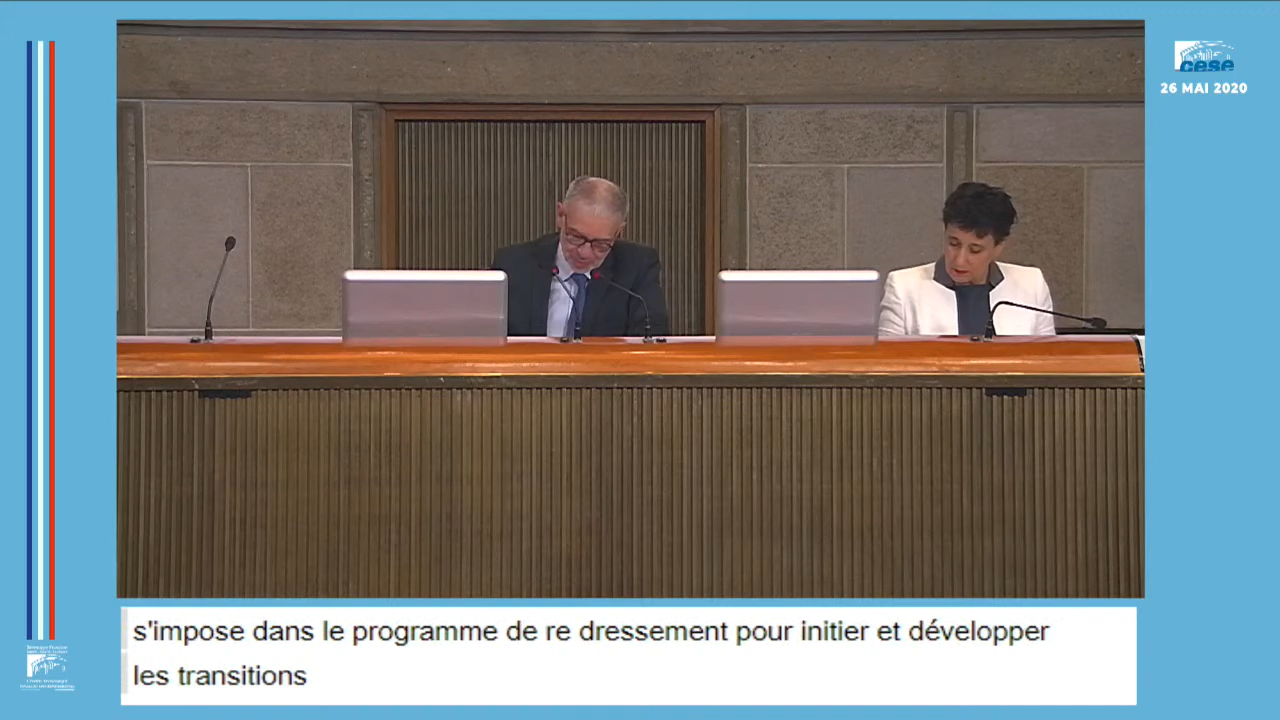 cese
26 MAI 2020
s'impose dans le programme de re dressement pour initier et développer
les transitions